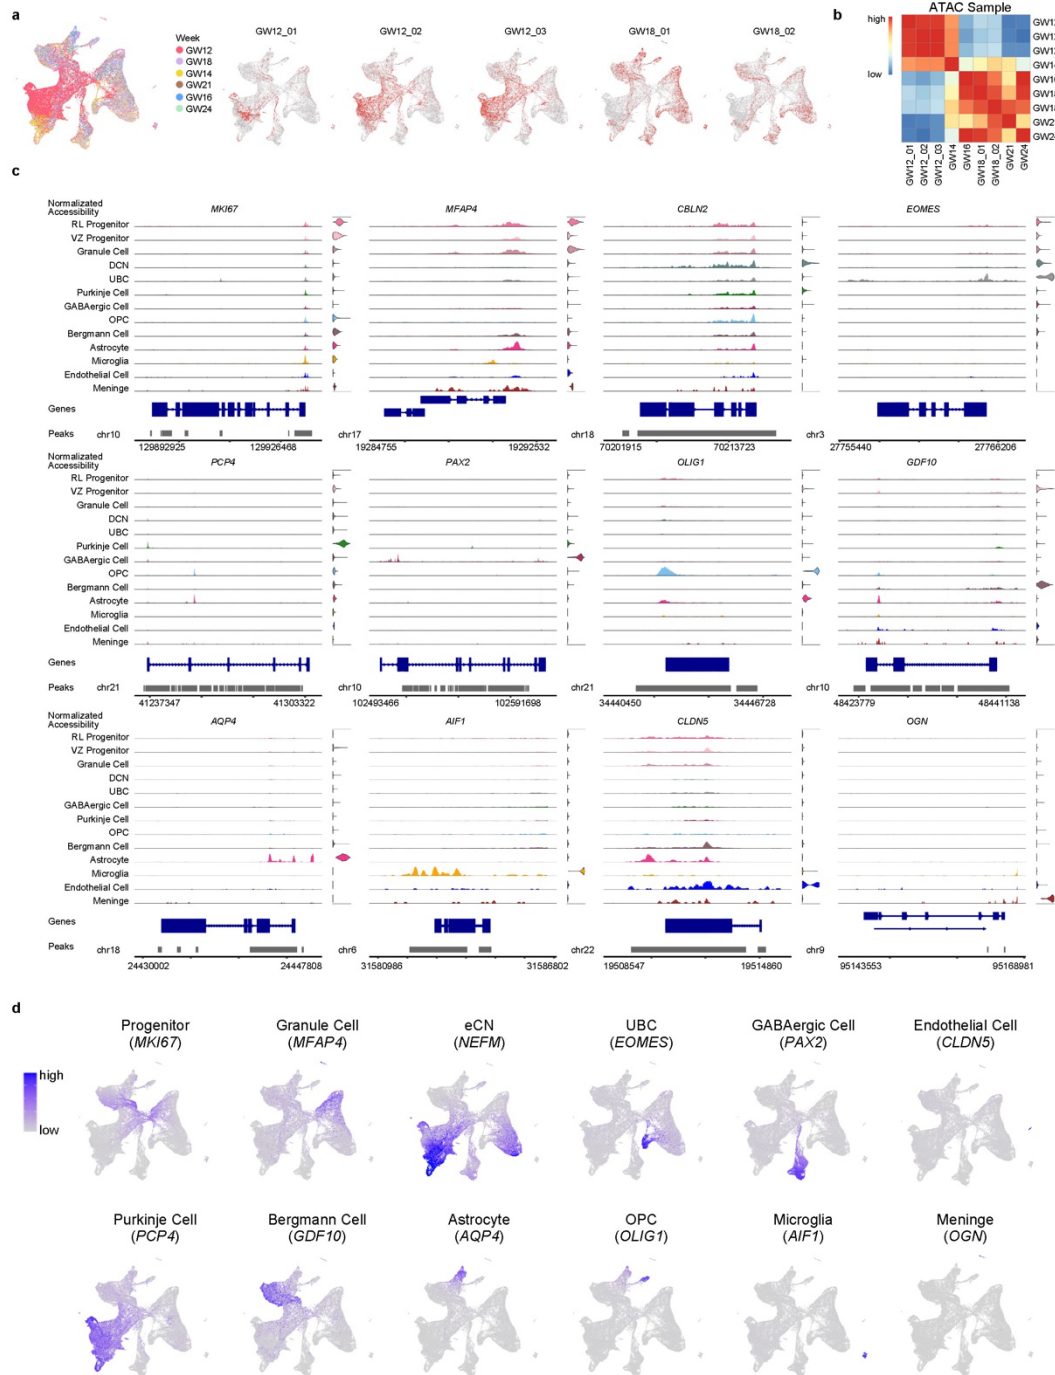 a
Week
GW12
GW18
GW14
GW21
GW16
GW24
GW12_01
GW12_02
GW12_03
GW18_01
GW18_02
b
ATAC Sample
high
low
GW12_01
GW12_02
GW12_03
GW14
GW16
GW18_01
GW18_02
GW21
GW24
c
Normalizated
Accessibility
MKI67
MFAP4
CBLN2
EOMES
RL Progenitor
VZ Progenitor
Granule Cell
DCN
UBC
Purkinje Cell
GABAergic Cell
OPC
Bergmann Cell
Astrocyte
Microglia
Endothelial Cell
Meninge
Genes
Peaks
chr10
chr17
chr18
chr3
129892925
129926468
19284755
19292532
70201915
70213723
27755440
27766206
Normalizated
Accessibility
PCP4
PAX2
OLIG1
GDF10
RL Progenitor
VZ Progenitor
Granule Cell
DCN
UBC
Purkinje Cell
GABAergic Cell
OPC
Bergmann Cell
Astrocyte
Microglia
Endothelial Cell
Meninge
Genes
Peaks
chr21
chr10
chr21
chr10
41237347
41303322
102493466
102591698
34440450
34446728
48423779
48441138
Normalizated
Accessibility
AQP4
AIF1
CLDN5
OGN
RL Progenitor
VZ Progenitor
Granule Cell
DCN
UBC
GABAergic Cell
Purkinje Cell
OPC
Bergmann Cell
Astrocyte
Microglia
Endothelial Cell
Meninge
Genes
Peaks
chr18
chr6
chr22
chr9
24430002
24447808
31580986
31586802
19508547
19514860
95143553
95168981
d
high
low
Progenitor
(MKI67)
Granule Cell
(MFAP4)
eCN
(NEFM)
UBC
(EOMES)
GABAergic Cell
(PAX2)
Endothelial Cell
(CLDN5)
Purkinje Cell
(PCP4)
Bergmann Cell
(GDF10)
Astrocyte
(AQP4)
OPC
(OLIG1)
Microglia
(AIF1)
Meninge
(OGN)